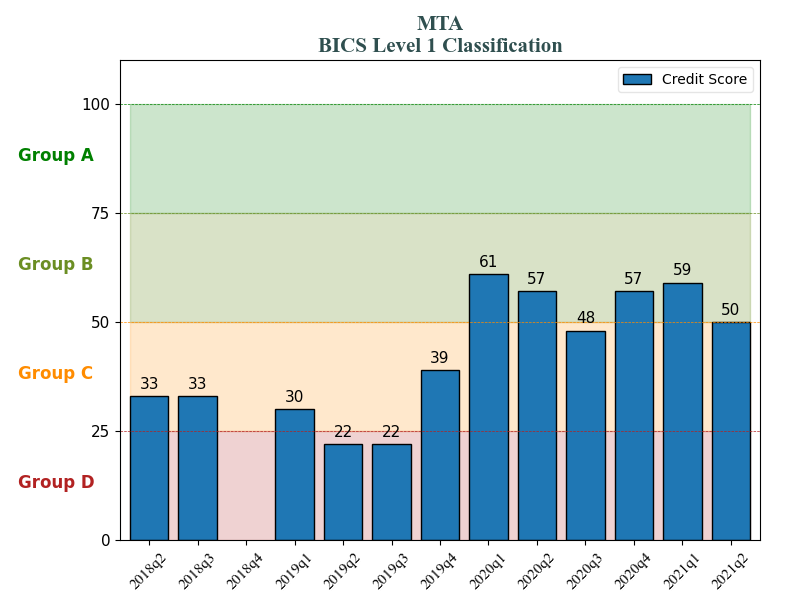 MTA
BICS Level 1 Classification
Credit Score
100
Group A
75
Group B
61
57
48
57
59
50
50
Group C
33
33
30
22
22
39
25
Group D
0
2018q2
2018q3
2018q4
2019q1
2019q2
2019q3
2019q4
2020q1
2020q2
2020q3
2020q4
2021q1
2021q2